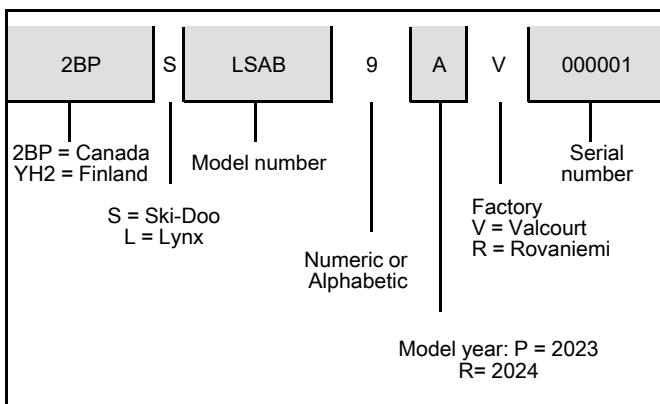 2BP S LSAB 9 A V 000001
2BP = Canada
YH2 = Finland
Model number
Serial
number
S = Ski-Doo
L = Lynx
Factory
V = Valcourt
R = Rovaniemi
Numeric or
Alphabetic
Model year: P = 2023
R= 2024